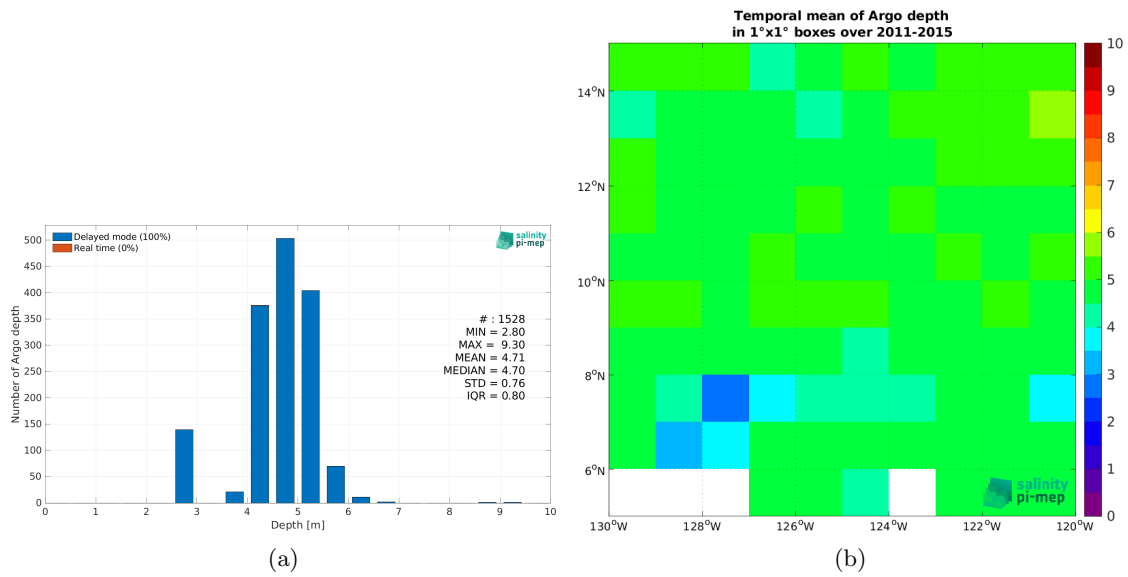 Delayed mode (100%)
Real time (0%)
salinity
pi-mep
Number of Argo depth
500
450
400
350
300
250
200
150
100
50
0
# : 1528
MIN = 2.80
MAX = 9.30
MEAN = 4.71
MEDIAN = 4.70
STD = 0.76
IQR = 0.80
0 1 2 3 4 5 6 7 8 9 10
Depth [m]
(a)
Temporal mean of Argo depth
in 1°x1° boxes over 2011-2015
14°N
12°N
10°N
8°N
6°N
130°W 128°W 126°W 124°W 122°W 120°W
salinity
pi-mep
10
9
8
7
6
5
4
3
2
1
0
(b)